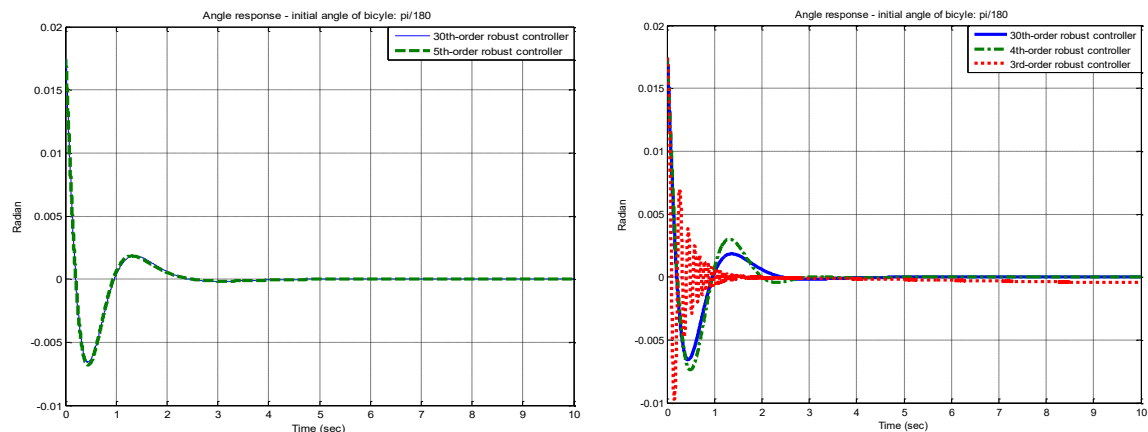 Angle response - initial angle of bicyle: pi/180
30th-order robust controller
5th-order robust controller
0.02
0.015
0.01
0.005
0
-0.005
-0.01
Radian
0 1 2 3 4 5 6 7 8 9 10
Time (sec)
Angle response - initial angle of bicyle: pi/180
30th-order robust controller
4th-order robust controller
3rd-order robust controller
0.02
0.015
0.01
0.005
0
-0.005
-0.01
Radian
0 1 2 3 4 5 6 7 8 9 10
Time (sec)